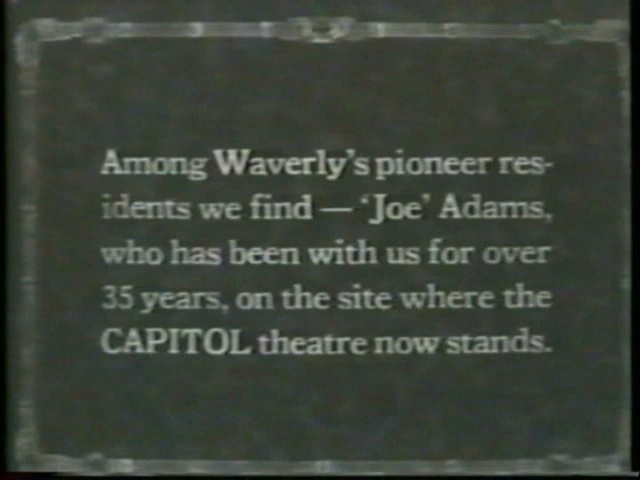 Among Waverly's pioneer res-
idents we find — 'Joe' Adams,
who has been with us for over
35 years, on the site where the
CAPITOL theatre now stands.